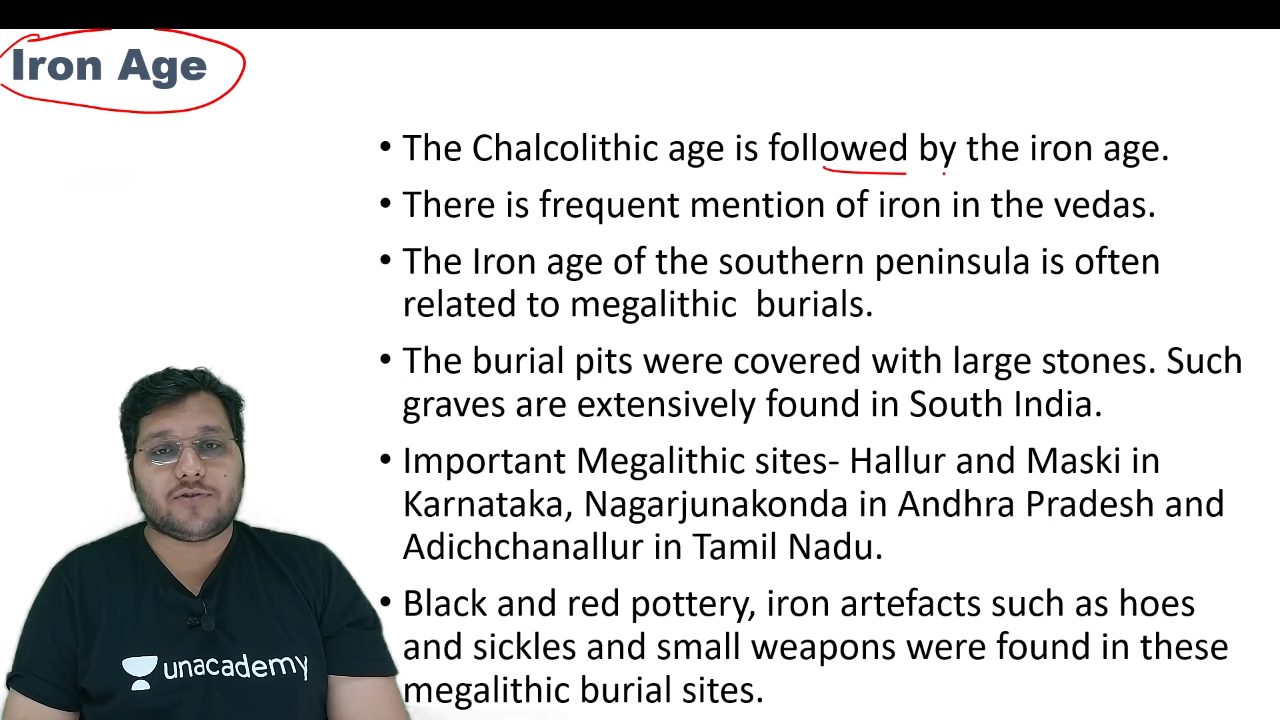 Iron Age
• The Chalcolithic age is followed by the iron age.
• There is frequent mention of iron in the vedas.
• The Iron age of the southern peninsula is often
related to megalithic burials.
• The burial pits were covered with large stones. Such
graves are extensively found in South India.
• Important Megalithic sites- Hallur and Maski in
Karnataka, Nagarjunakonda in Andhra Pradesh and
Adichchanallur in Tamil Nadu.
• Black and red pottery, iron artefacts such as hoes
and sickles and small weapons were found in these
megalithic burial sites.
unacademy